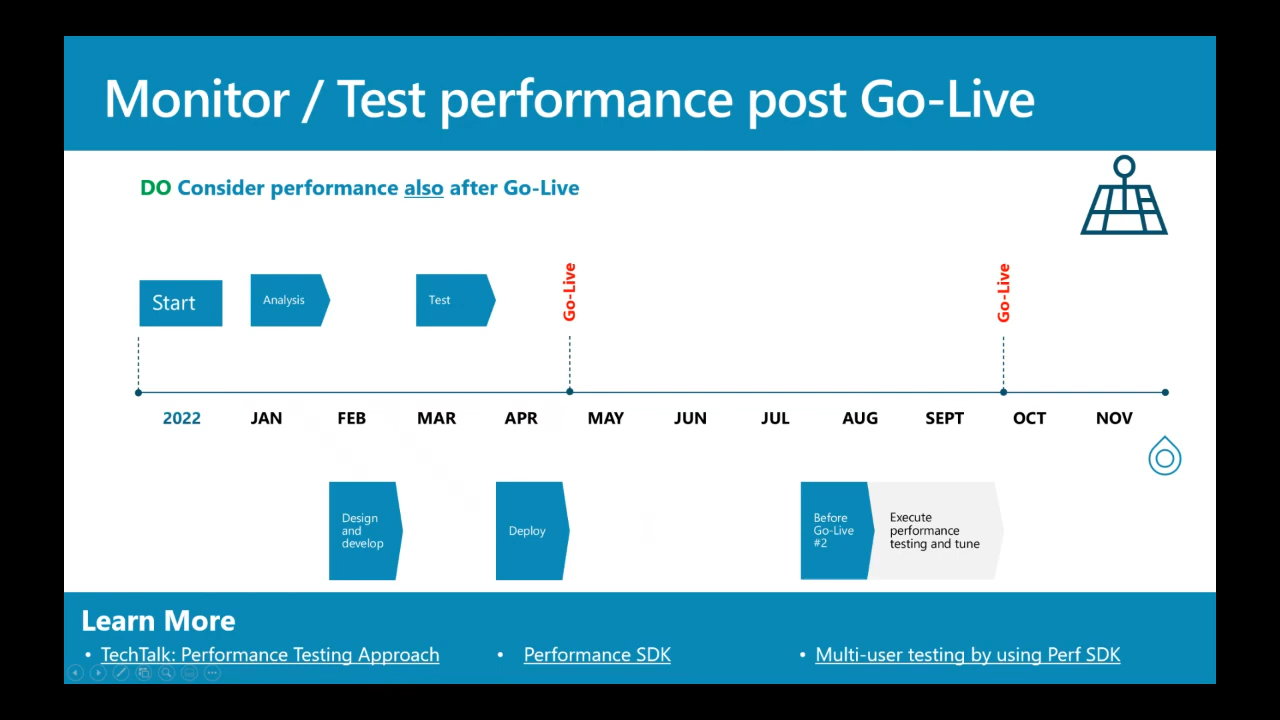 Monitor / Test performance post Go-Live
DO Consider performance also after Go-Live
Start
Analysis
Test
Go-Live
Go-Live
2022 JAN FEB MAR APR MAY JUN JUL AUG SEPT OCT NOV
Design
and
develop
Deploy
Before
Go-Live
#2
Execute
performance
testing and tune
Learn More
• TechTalk: Performance Testing Approach
• Performance SDK
• Multi-user testing by using Perf SDK